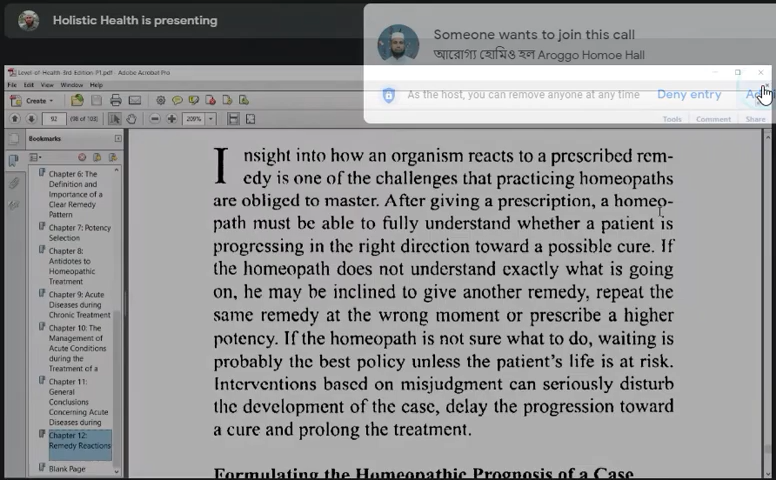 Holistic Health is presenting
Someone wants to join this call
আরোগ্য হোমিও হল Aroggo Homoe Hall
As the host, you can remove anyone at any time
Deny entry
Level-of-Health-3rd-Edition-P1.pdf - Adobe Acrobat Pro
File Edit View Window Help
Create
92 (98 of 103)
200%
Tools Comment Share
Bookmarks
Chapter 6: The
Definition and
Importance of a
Clear Remedy
Pattern
Chapter 7: Potency
Selection
Chapter 8:
Antidotes to
Homeopathic
Treatment
Chapter 9: Acute
Diseases during
Chronic Treatment
Chapter 10: The
Management of
Acute Conditions
during the
Treatment of a
Chapter 11:
General
Conclusions
Concerning Acute
Diseases during
Chapter 12:
Remedy Reactions
Blank Page
Insight into how an organism reacts to a prescribed rem-
edy is one of the challenges that practicing homeopaths
are obliged to master. After giving a prescription, a homeo-
path must be able to fully understand whether a patient is
progressing in the right direction toward a possible cure. If
the homeopath does not understand exactly what is going
on, he may be inclined to give another remedy, repeat the
same remedy at the wrong moment or prescribe a higher
potency. If the homeopath is not sure what to do, waiting is
probably the best policy unless the patient's life is at risk.
Interventions based on misjudgment can seriously disturb
the development of the case, delay the progression toward
a cure and prolong the treatment.
Formulating the Homeopathic Prognosis of a Case